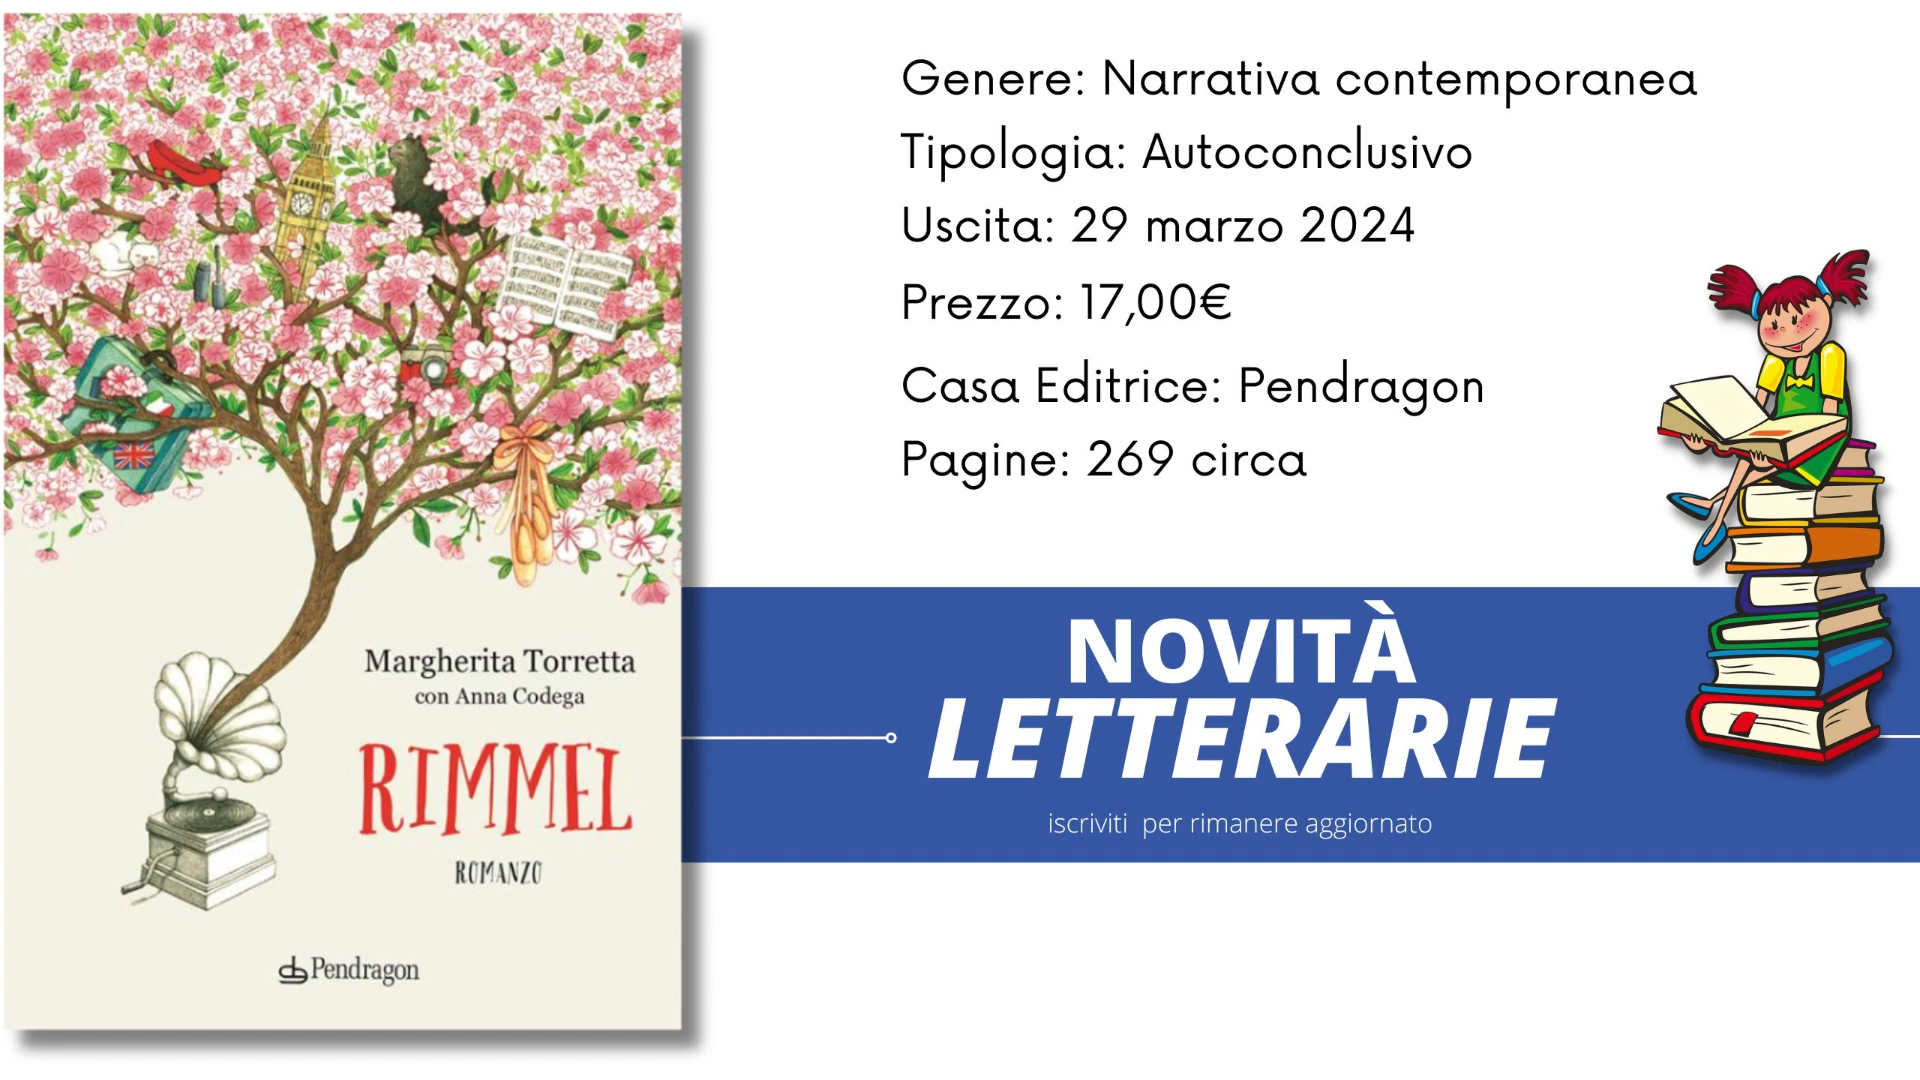 Margherita Torretta
con Anna Codega
RIMMEL
ROMANZO
Pendragon
Genere: Narrativa contemporanea
Tipologia: Autoconclusivo
Uscita: 29 marzo 2024
Prezzo: 17,00€
Casa Editrice: Pendragon
Pagine: 269 circa
NOVITÀ
LETTERARIE
iscriviti per rimanere aggiornato